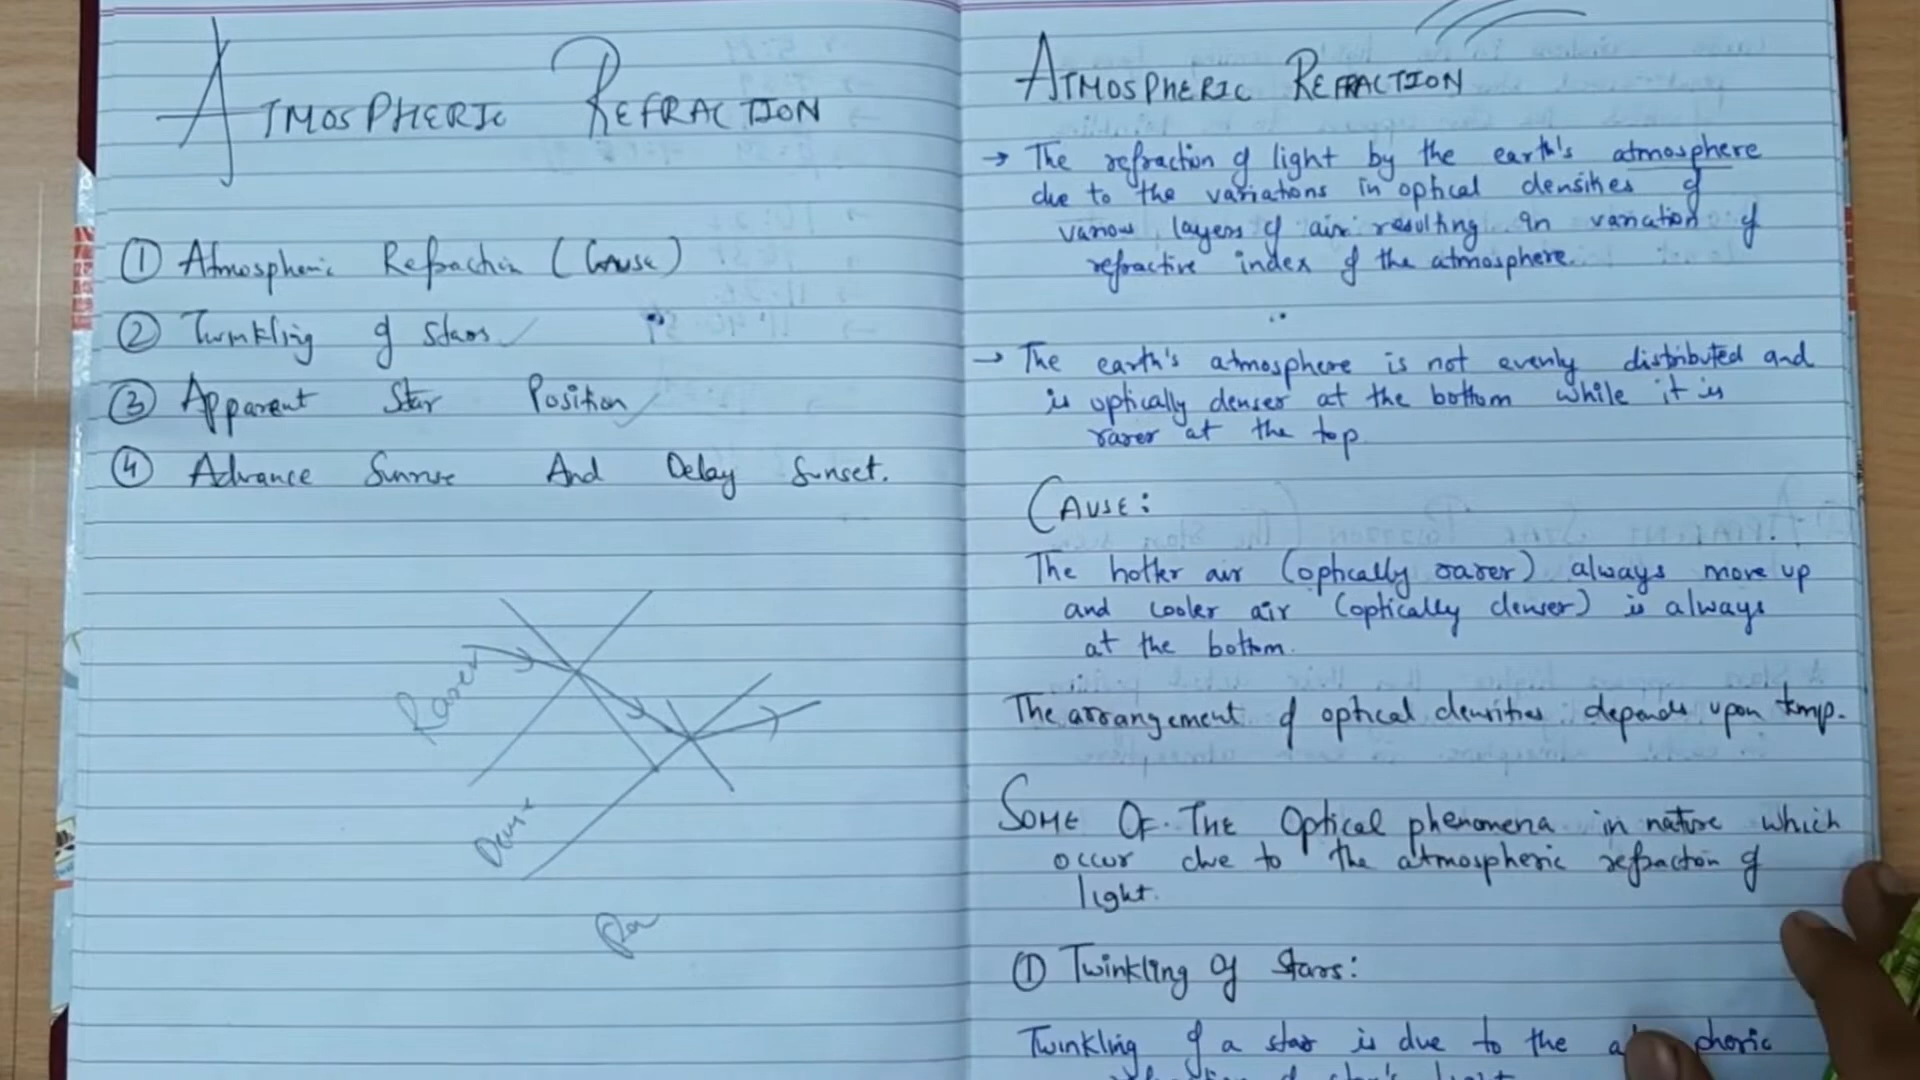 ATMOSPHERIC REFRACTION
① Atmospheric Refraction (Cause)
② Twinkling of stars
③ Apparent Star Position
④ Advance Sunrise And Delay Sunset.
Rarer
Denser
Ra
ATMOSPHERIC REFRACTION
→ The refraction of light by the earth's atmosphere
due to the variations in optical densities of
various layers of air resulting in variation of
refractive index of the atmosphere.
→ The earth's atmosphere is not evenly distributed and
is optically denser at the bottom while it is
rarer at the top
CAUSE:
The hotter air (optically rarer) always move up
and cooler air (optically denser) is always
at the bottom.
The arrangement of optical densities depends upon temp.
SOME OF THE Optical phenomena in nature which
occur due to the atmospheric refraction of
light.
① Twinkling Of Stars:
Twinkling of a star is due to the